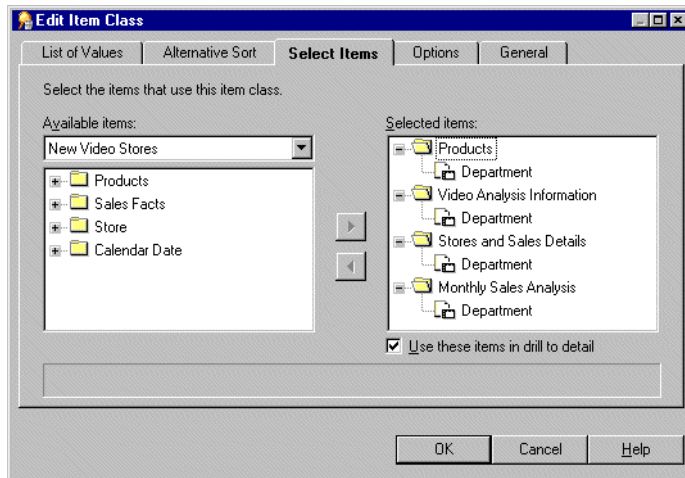 Edit Item Class
List of Values Alternative Sort Select Items Options General
Select the items that use this item class.
Available items:
New Video Stores
Products
Sales Facts
Store
Calendar Date
Selected items:
Products
Department
Video Analysis Information
Department
Stores and Sales Details
Department
Monthly Sales Analysis
Department
Use these items in drill to detail
OK Cancel Help